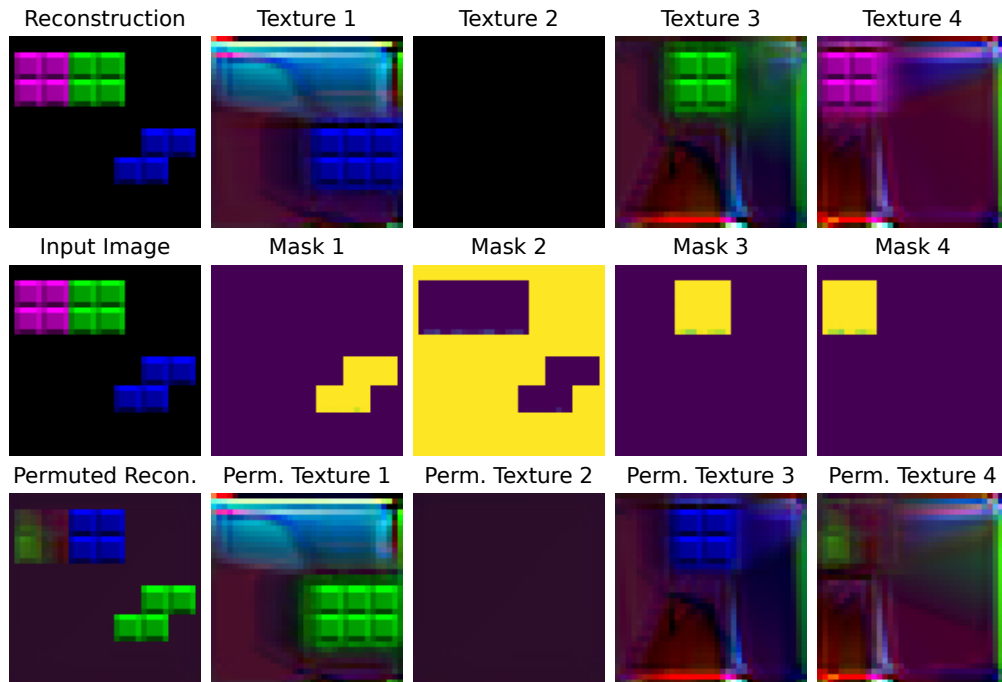 Reconstruction
Texture 1
Texture 2
Texture 3
Texture 4
Input Image
Mask 1
Mask 2
Mask 3
Mask 4
Permuted Recon.
Perm. Texture 1
Perm. Texture 2
Perm. Texture 3
Perm. Texture 4